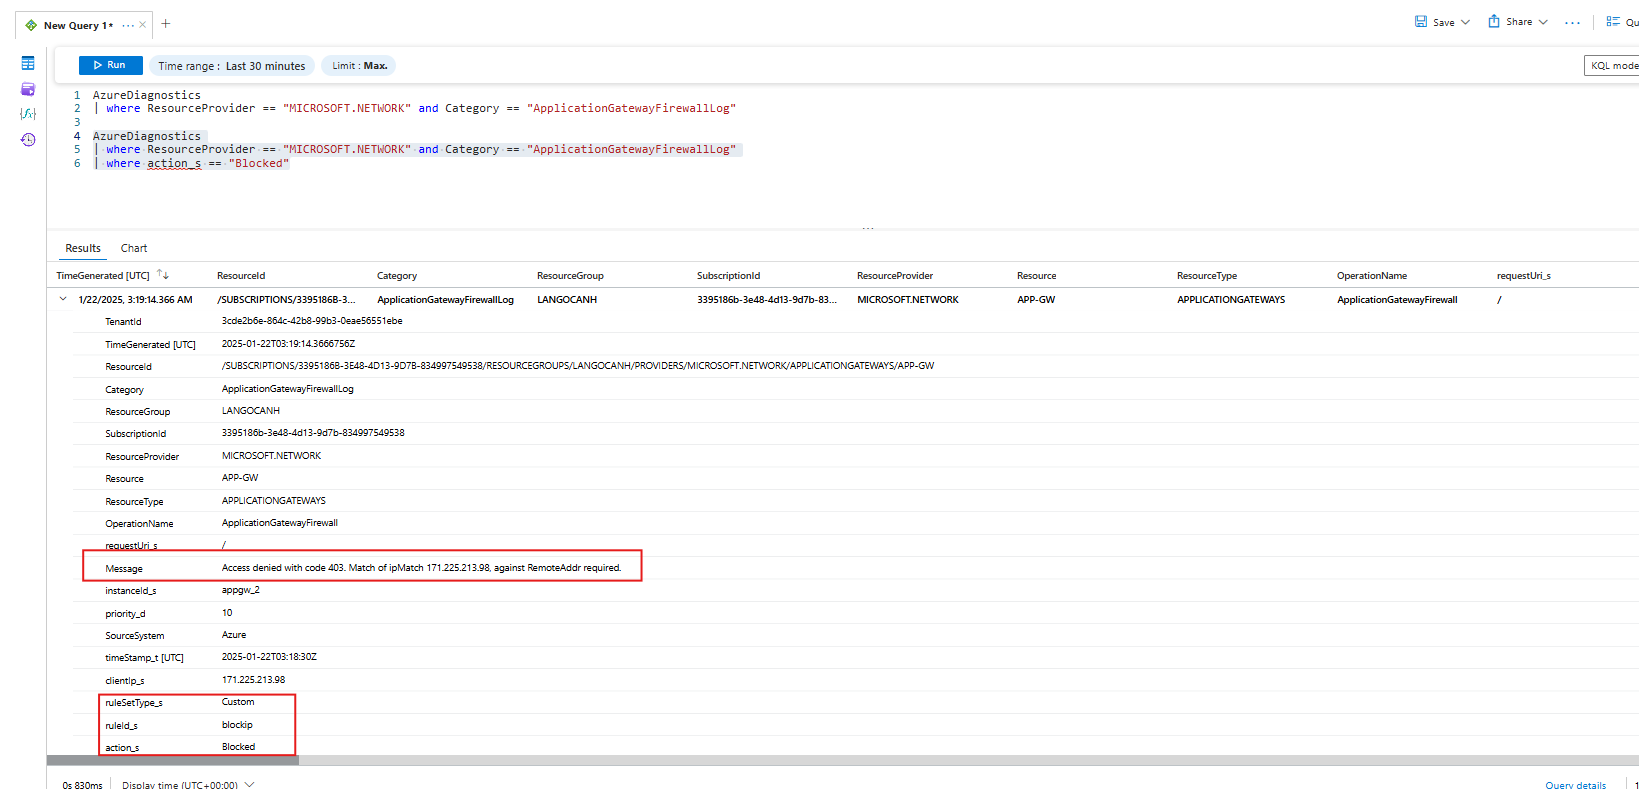 New Query 1* ··· × +
Save Share ··· Qu
Run Time range : Last 30 minutes Limit : Max. KQL mode
1 AzureDiagnostics
2 | where ResourceProvider == "MICROSOFT.NETWORK" and Category == "ApplicationGatewayFirewallLog"
3
4 AzureDiagnostics
5 | where ResourceProvider == "MICROSOFT.NETWORK" and Category == "ApplicationGatewayFirewallLog"
6 | where action_s == "Blocked"
...
Results Chart
TimeGenerated [UTC] ↑↓ ResourceId Category ResourceGroup SubscriptionId ResourceProvider Resource ResourceType OperationName requestUri_s
1/22/2025, 3:19:14.366 AM /SUBSCRIPTIONS/3395186B-3... ApplicationGatewayFirewallLog LANGOCANH 3395186b-3e48-4d13-9d7b-83... MICROSOFT.NETWORK APP-GW APPLICATIONGATEWAYS ApplicationGatewayFirewall /
TenantId 3cde2b6e-864c-42b8-99b3-0eae56551ebe
TimeGenerated [UTC] 2025-01-22T03:19:14.3666756Z
ResourceId /SUBSCRIPTIONS/3395186B-3E48-4D13-9D7B-834997549538/RESOURCEGROUPS/LANGOCANH/PROVIDERS/MICROSOFT.NETWORK/APPLICATIONGATEWAYS/APP-GW
Category ApplicationGatewayFirewallLog
ResourceGroup LANGOCANH
SubscriptionId 3395186b-3e48-4d13-9d7b-834997549538
ResourceProvider MICROSOFT.NETWORK
Resource APP-GW
ResourceType APPLICATIONGATEWAYS
OperationName ApplicationGatewayFirewall
requestUri_s /
Message Access denied with code 403. Match of ipMatch 171.225.213.98, against RemoteAddr required.
instanceId_s appgw_2
priority_d 10
SourceSystem Azure
timeStamp_t [UTC] 2025-01-22T03:18:30Z
clientIp_s 171.225.213.98
ruleSetType_s Custom
ruleId_s blockip
action_s Blocked
0s 830ms Display time (UTC+00:00) Query details 1